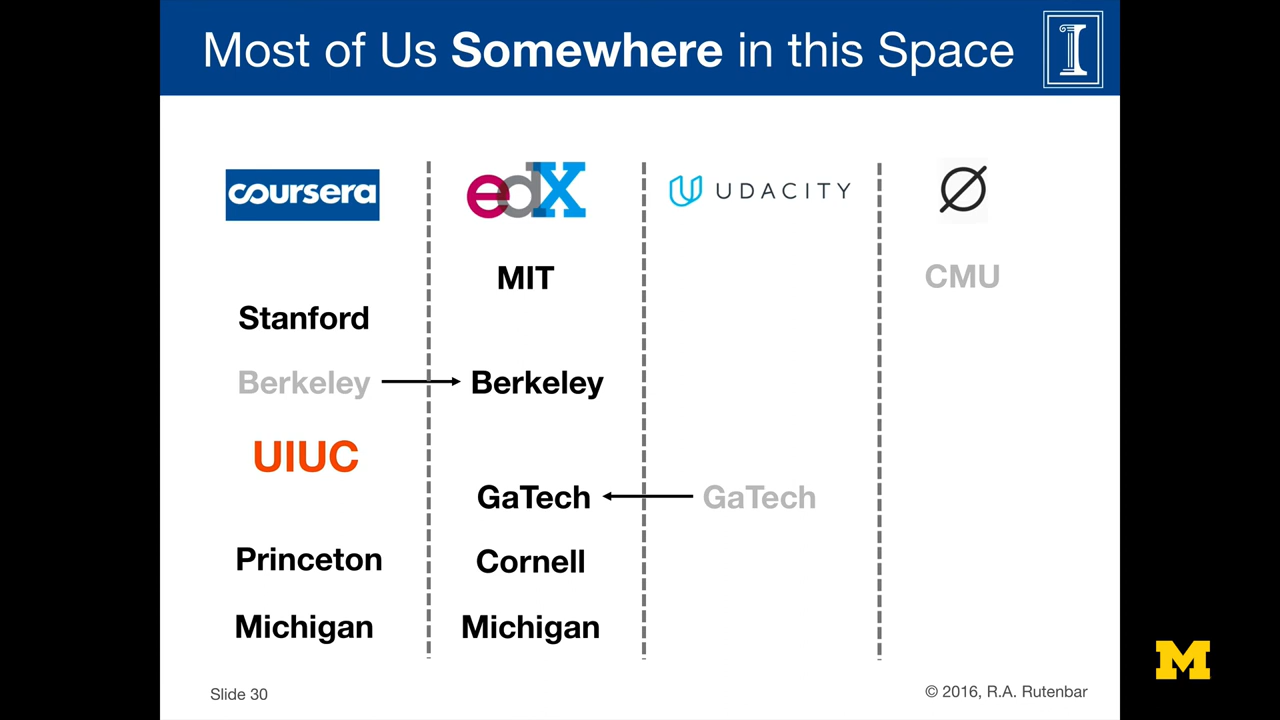 Most of Us Somewhere in this Space
I
coursera edX UDACITY Ø
MIT CMU
Stanford
Berkeley Berkeley
UIUC
GaTech GaTech
Princeton Cornell
Michigan Michigan
M
Slide 30 © 2016, R.A. Rutenbar